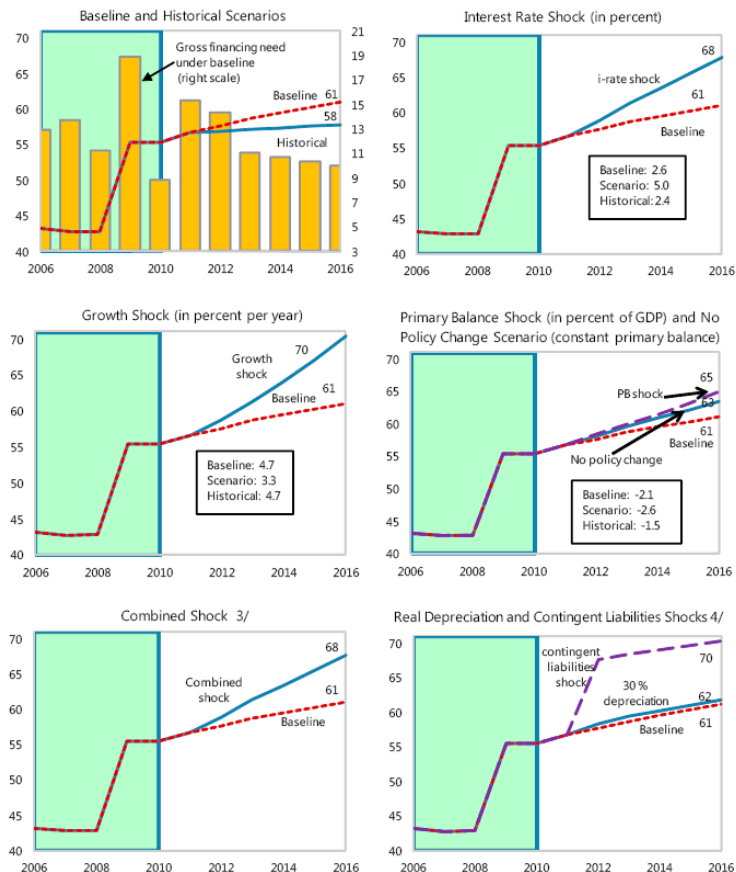 Baseline and Historical Scenarios
70
65
60
55
50
45
40
21
19
17
15
13
11
9
7
5
3
Gross financing need
under baseline
(right scale)
Baseline
61
58
Historical
2006 2008 2010 2012 2014 2016
Interest Rate Shock (in percent)
70
65
60
55
50
45
40
68
i-rate shock
61
Baseline
Baseline: 2.6
Scenario: 5.0
Historical: 2.4
2006 2008 2010 2012 2014 2016
Growth Shock (in percent per year)
70
65
60
55
50
45
40
70
Growth
shock
61
Baseline
Baseline: 4.7
Scenario: 3.3
Historical: 4.7
2006 2008 2010 2012 2014 2016
Primary Balance Shock (in percent of GDP) and No
Policy Change Scenario (constant primary balance)
70
65
60
55
50
45
40
65
PB shock
63
61
Baseline
No policy change
Baseline: -2.1
Scenario: -2.6
Historical: -1.5
2006 2008 2010 2012 2014 2016
Combined Shock 3/
70
65
60
55
50
45
40
68
Combined
shock
61
Baseline
2006 2008 2010 2012 2014 2016
Real Depreciation and Contingent Liabilities Shocks 4/
70
65
60
55
50
45
40
contingent
liabilities
shock
70
30 %
depreciation
62
Baseline
61
2006 2008 2010 2012 2014 2016